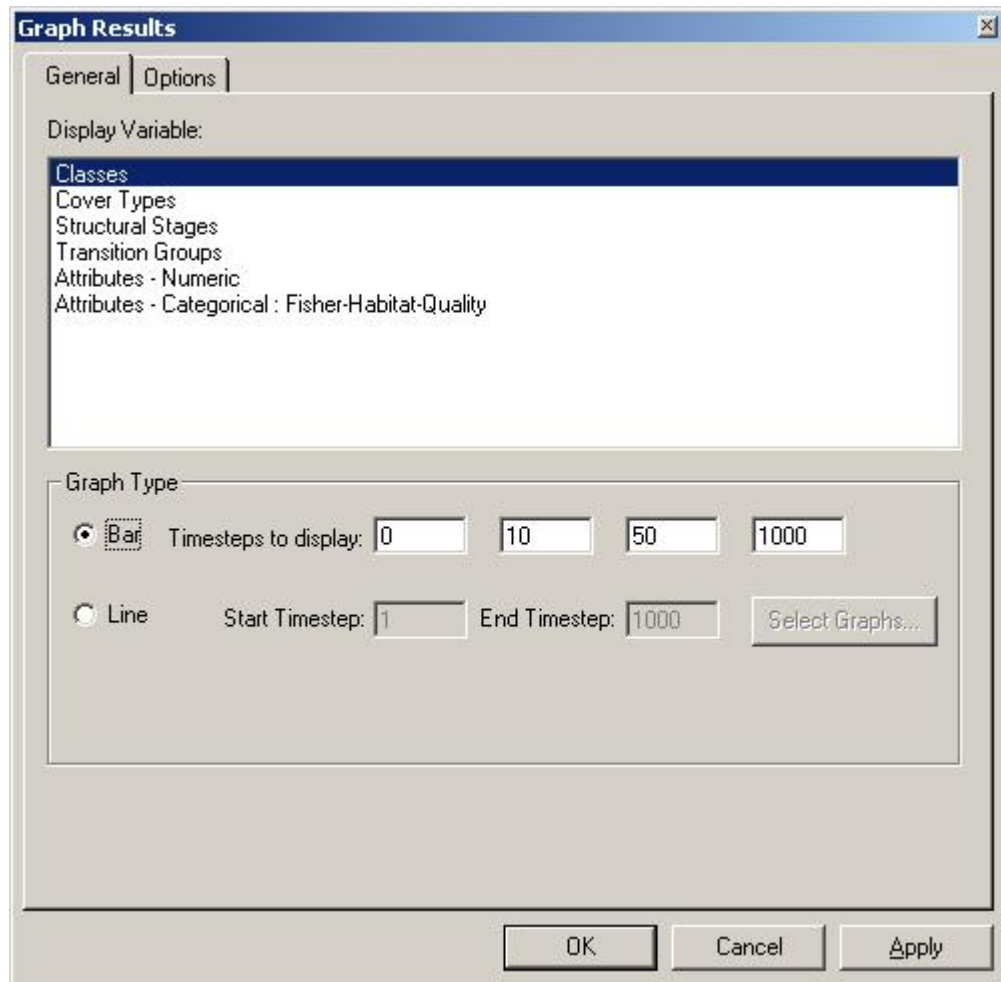 Graph Results
General Options
Display Variable:
Classes
Cover Types
Structural Stages
Transition Groups
Attributes - Numeric
Attributes - Categorical : Fisher-Habitat-Quality
Graph Type
Bar Timesteps to display: 0 10 50 1000
Line Start Timestep: 1 End Timestep: 1000 Select Graphs...
OK Cancel Apply